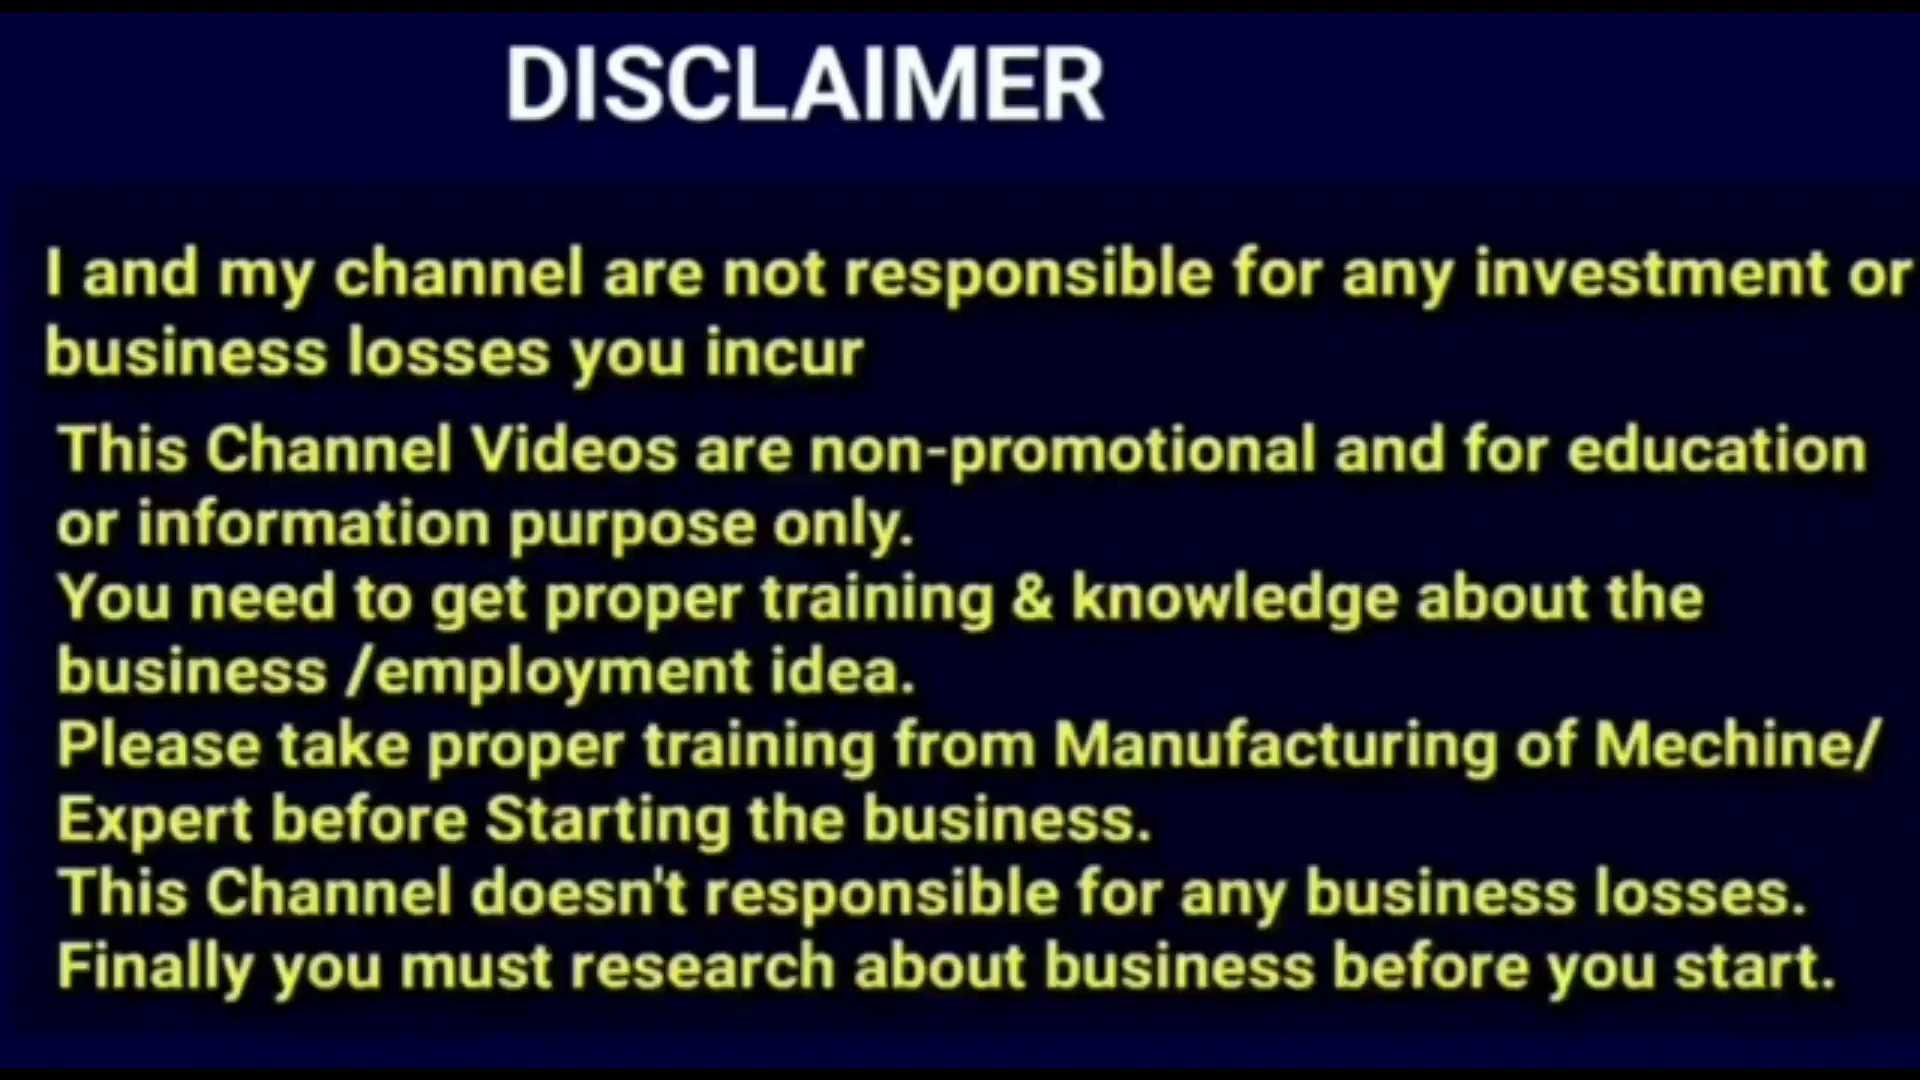 DISCLAIMER
I and my channel are not responsible for any investment or
business losses you incur
This Channel Videos are non-promotional and for education
or information purpose only.
You need to get proper training & knowledge about the
business /employment idea.
Please take proper training from Manufacturing of Mechine/
Expert before Starting the business.
This Channel doesn't responsible for any business losses.
Finally you must research about business before you start.